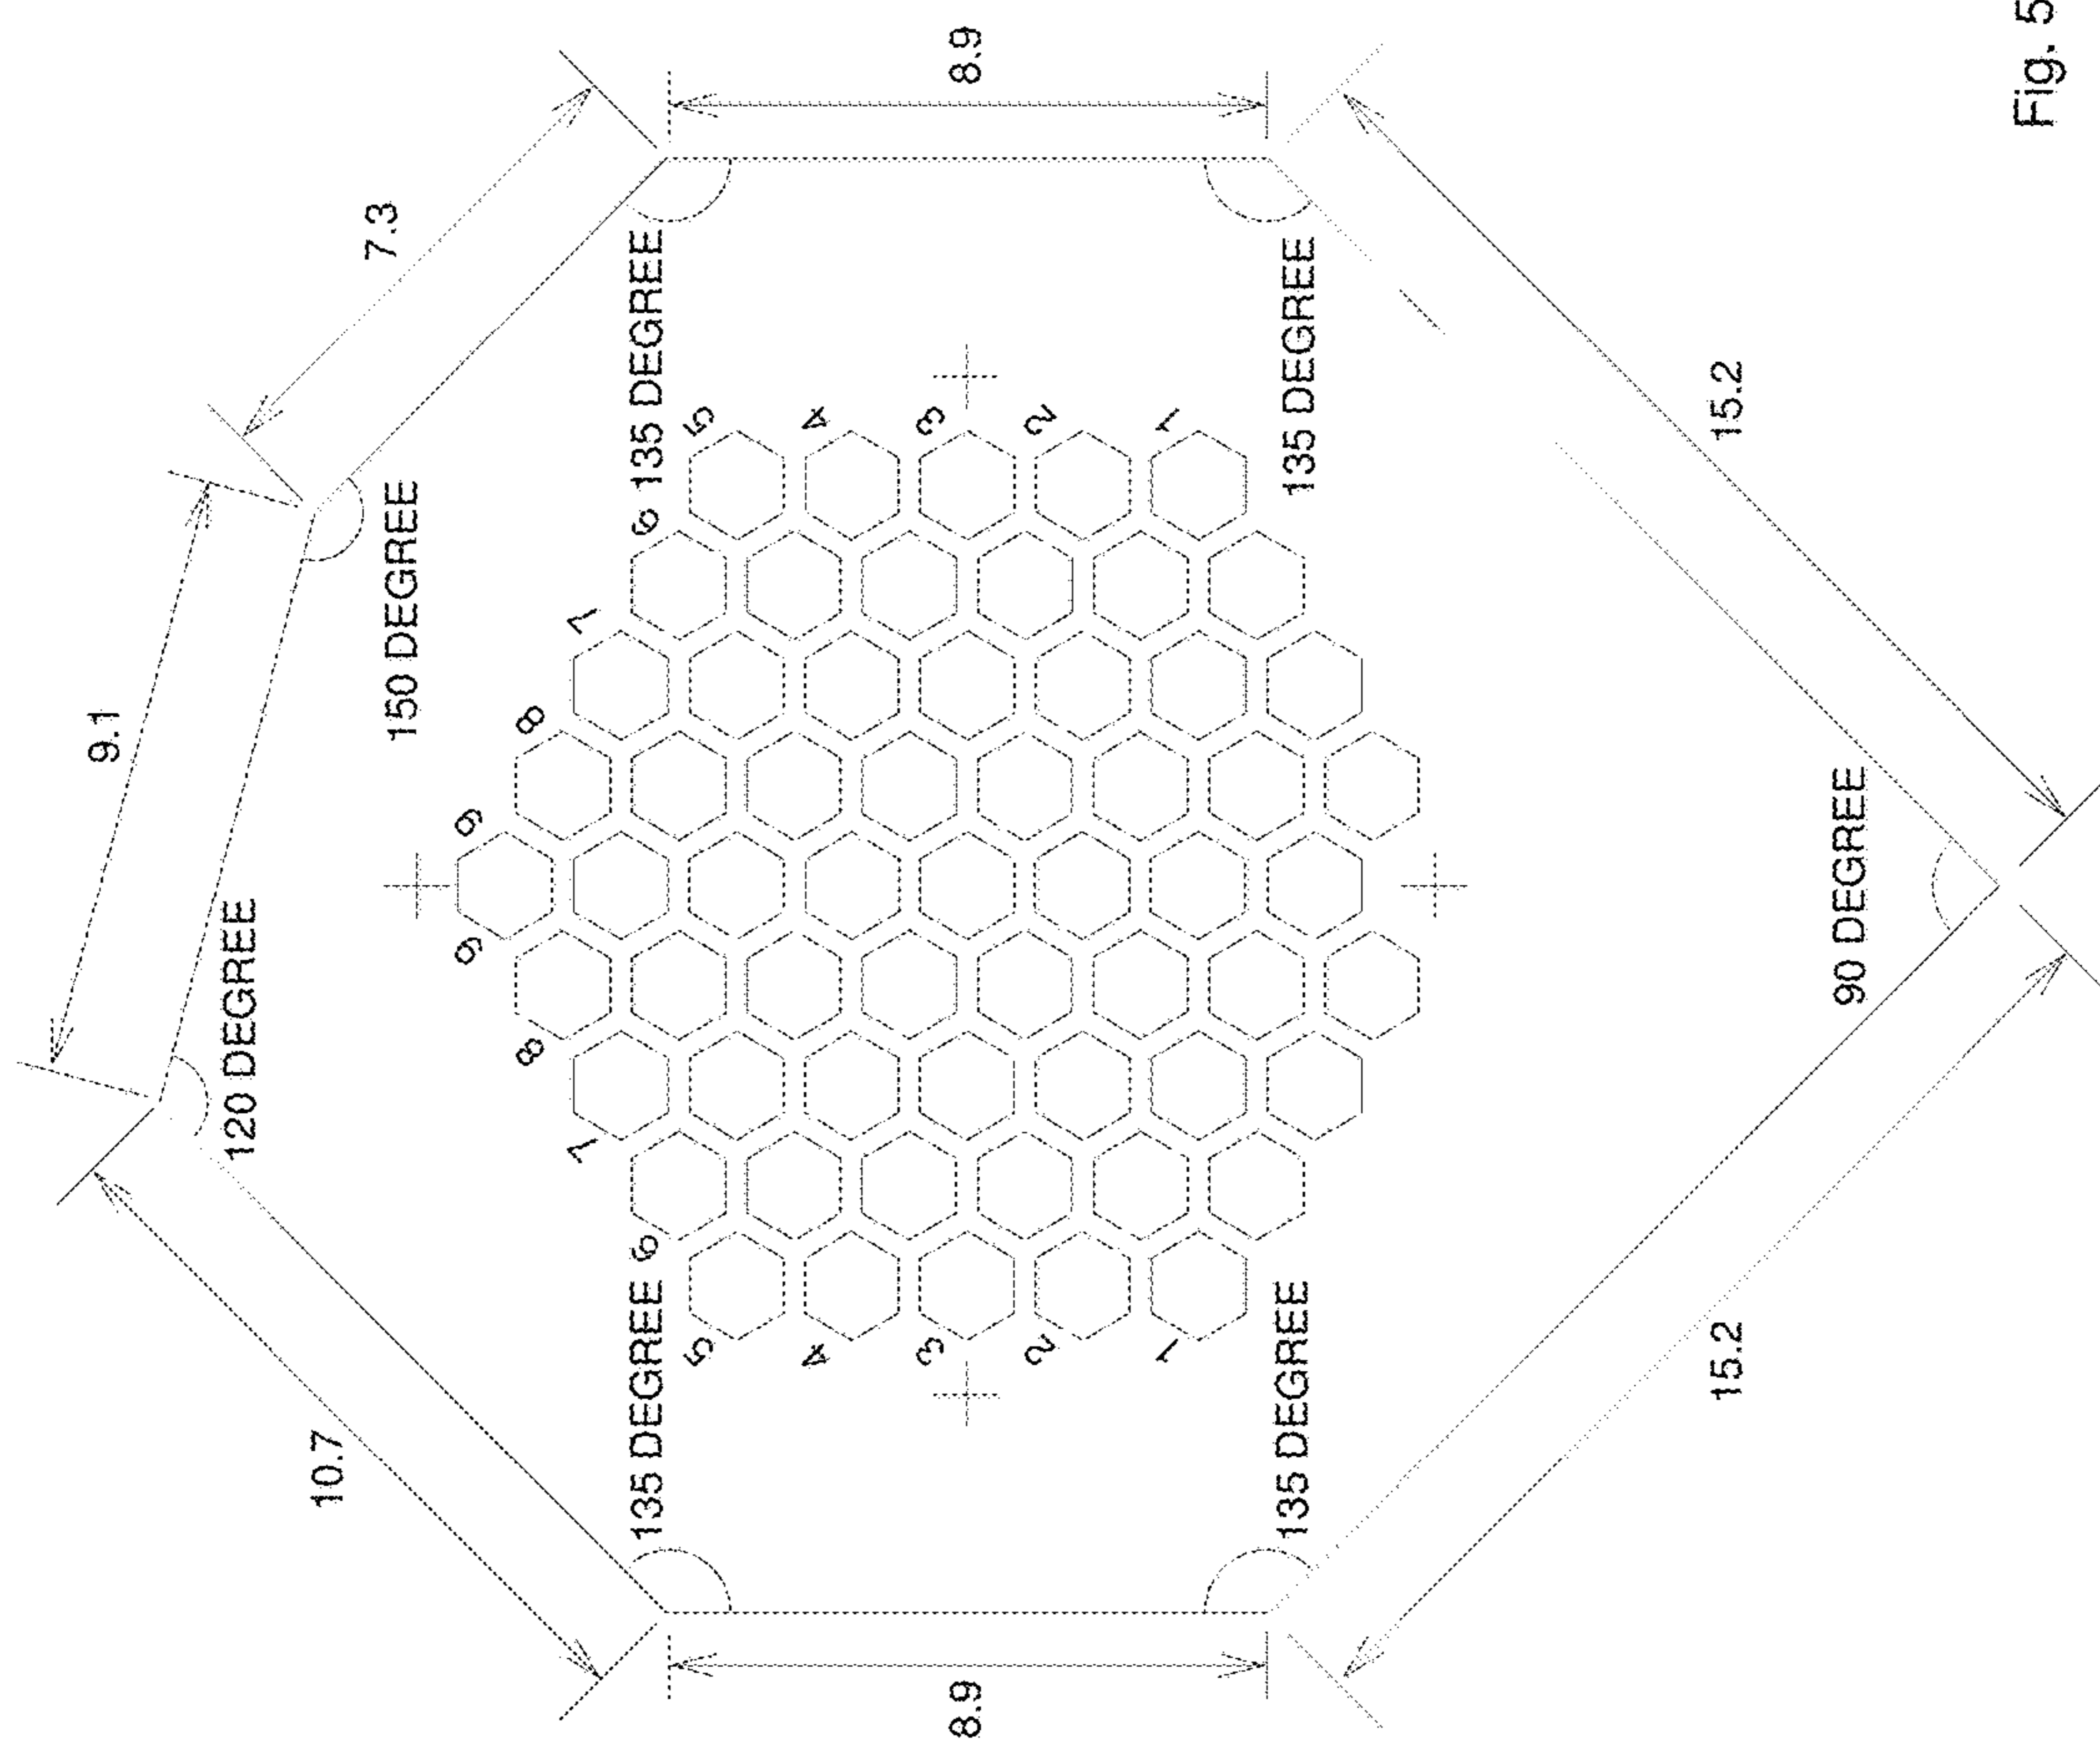 9.1
120 DEGREE
10.7
7.3
150 DEGREE
9 9
8 8
7 7
135 DEGREE 6 6 135 DEGREE
5 5
4 4
3 3
8.9 8.9
2 2
1 1
135 DEGREE 135 DEGREE
15.2 15.2
90 DEGREE
Fig. 5